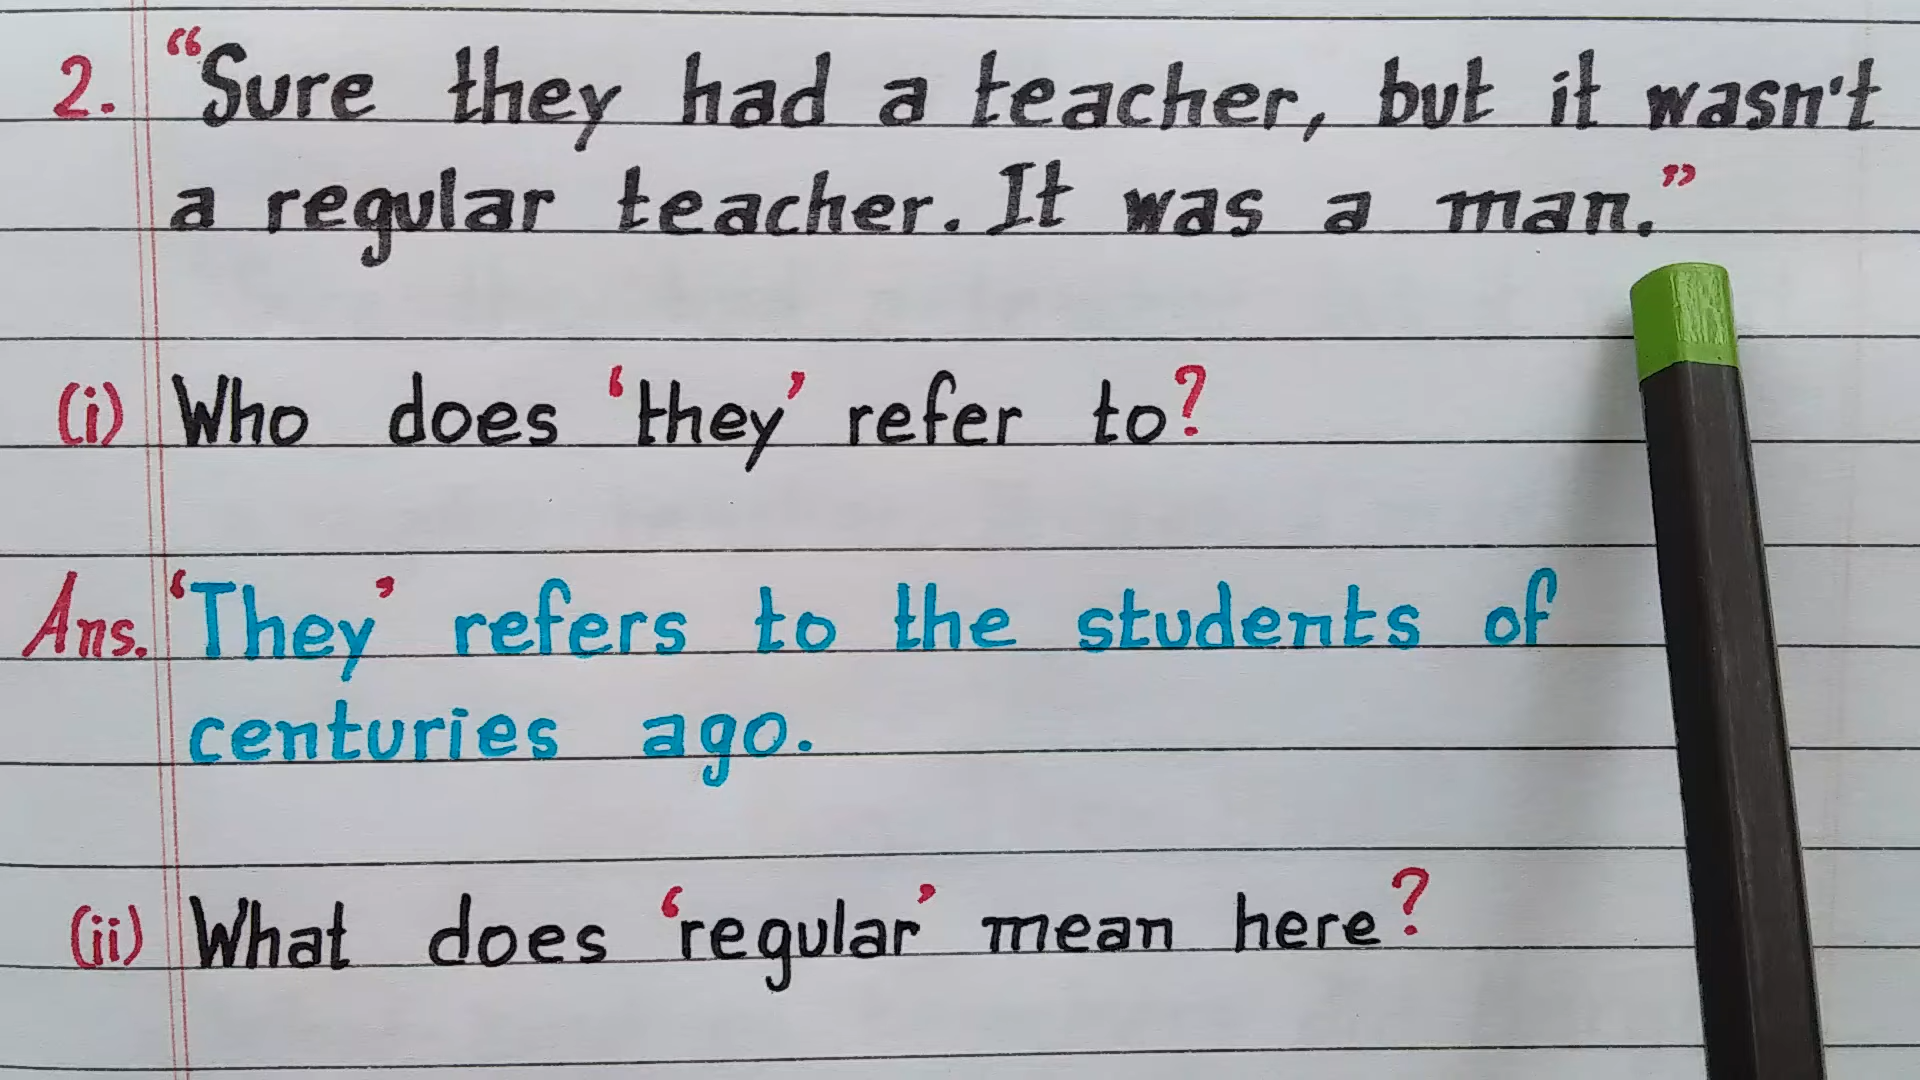 2. “Sure they had a teacher, but it wasn't
a regular teacher. It was a man.”
(i) Who does ‘they’ refer to?
Ans. ‘They’ refers to the students of
centuries ago.
(ii) What does ‘regular’ mean here?